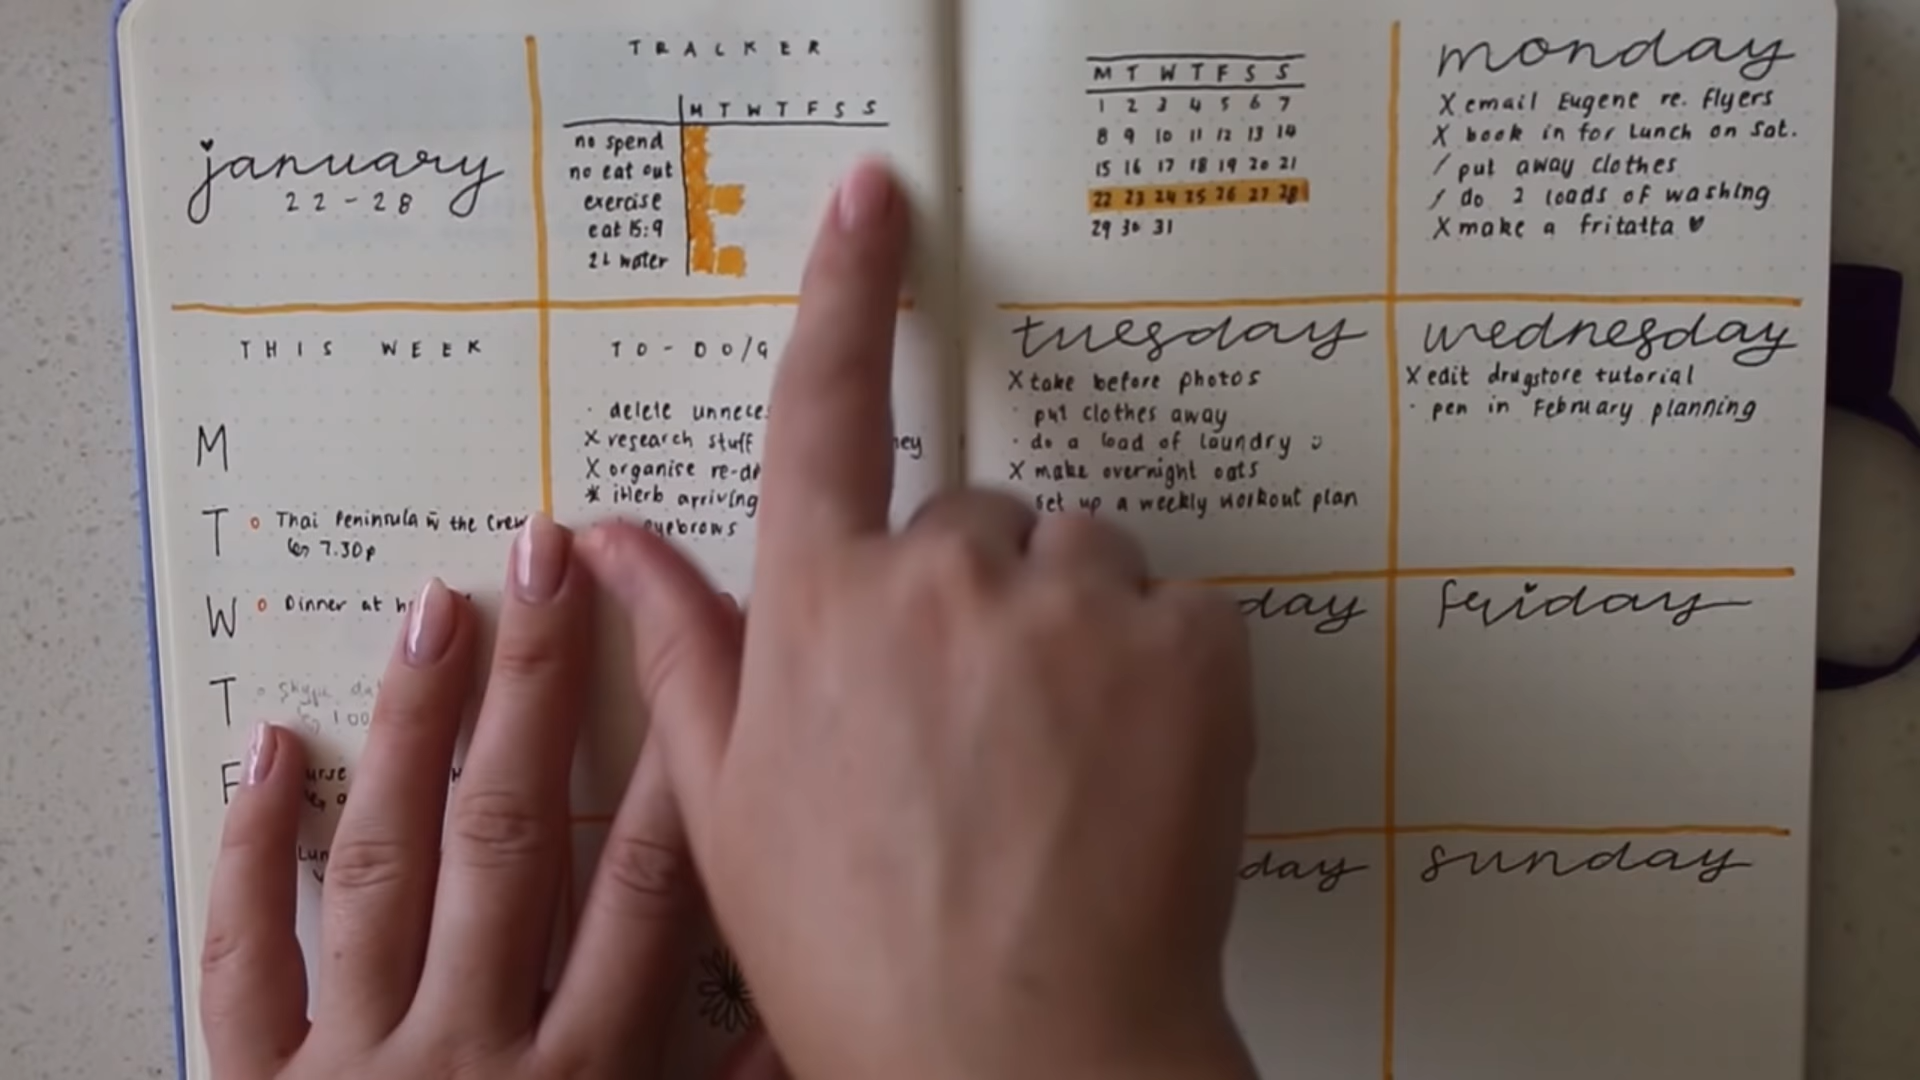 january
22-28
TRACKER
M T W T F S S
no spend
no eat out
exercise
eat 15:9
2L water
M T W T F S S
1 2 3 4 5 6 7
8 9 10 11 12 13 14
15 16 17 18 19 20 21
22 23 24 25 26 27 28
29 30 31
monday
X email Eugene re. flyers
X book in for Lunch on Sat.
/ put away clothes
/ do 2 loads of washing
X make a fritatta ♥
THIS WEEK
M
T o Thai Peninsula w̄ the Crew
↳ 7.30p
W o Dinner at
T o Skype
F
TO-DO/
· delete
X research stuff
X organise
* iHerb arriving
eyebrows
tuesday
X take before photos
· put clothes away
· do a load of laundry
X make overnight oats
set up a weekly workout plan
wednesday
X edit drugstore tutorial
· pen in February planning
day
friday
day
sunday